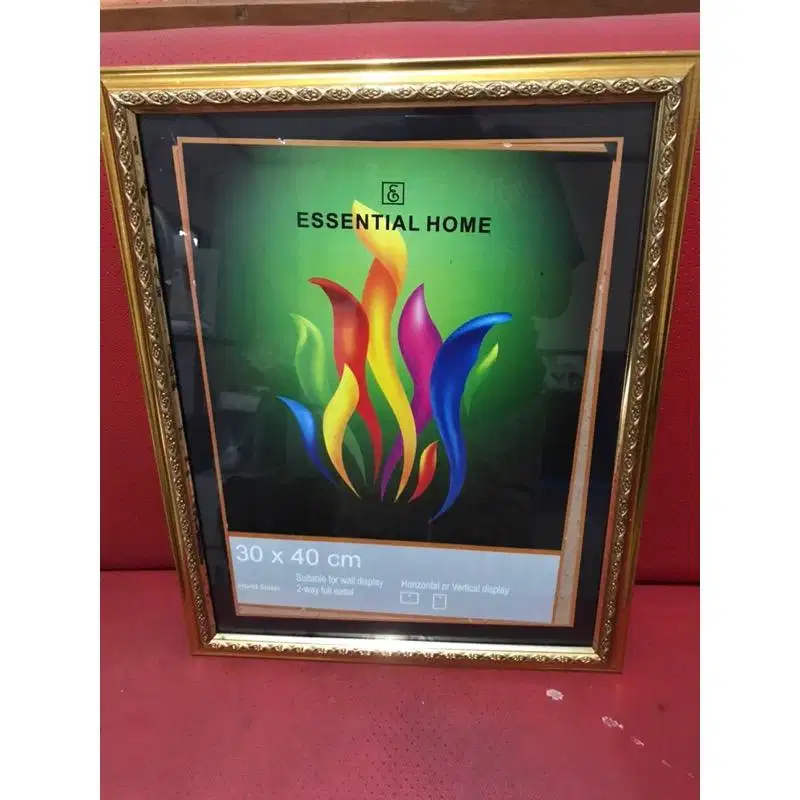 ESSENTIAL HOME
30 x 40 cm
Suitable for wall display
2-way full easel
Horizontal or Vertical display